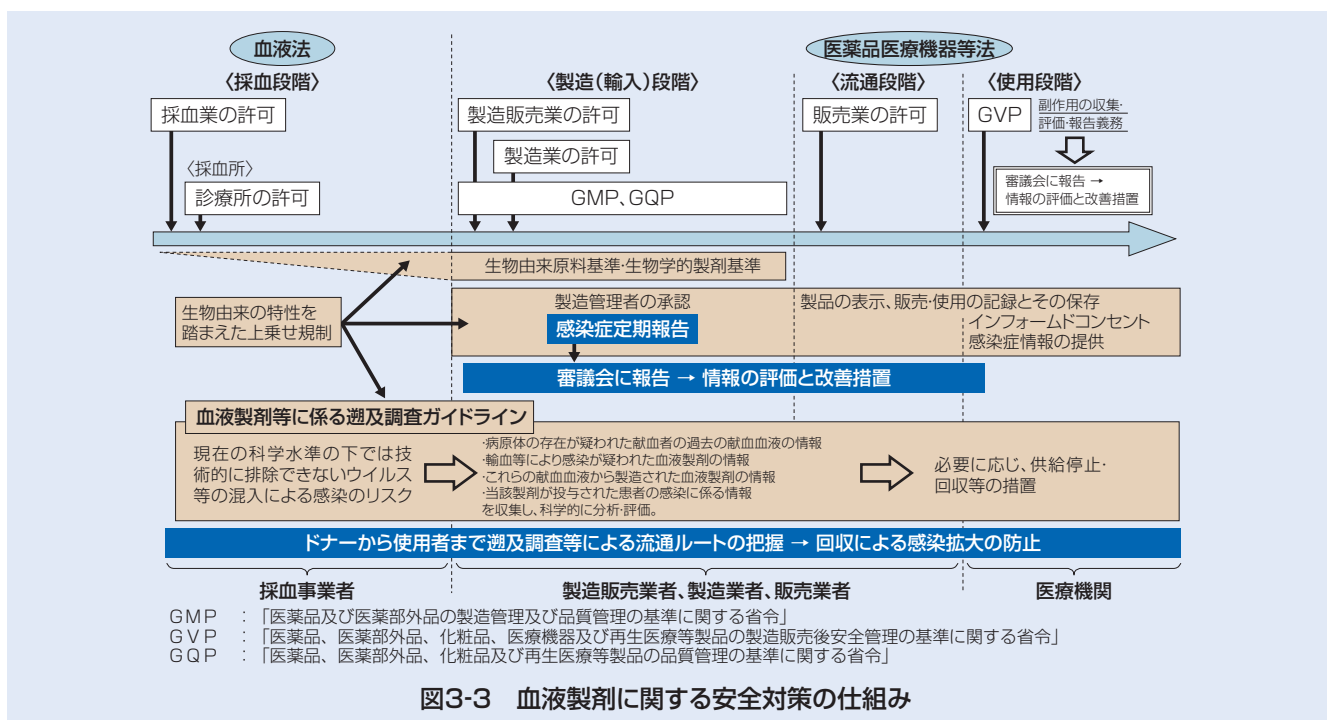 血液法
医薬品医療機器等法
〈採血段階〉
〈製造(輸入)段階〉
〈流通段階〉
〈使用段階〉
採血業の許可
製造販売業の許可
販売業の許可
GVP
副作用の収集・
評価・報告義務
製造業の許可
〈採血所〉
診療所の許可
GMP、GQP
審議会に報告 →
情報の評価と改善措置
生物由来原料基準・生物学的製剤基準
生物由来の特性を
踏まえた上乗せ規制
製造管理者の承認
感染症定期報告
製品の表示、販売・使用の記録とその保存
インフォームドコンセント
感染症情報の提供
審議会に報告 → 情報の評価と改善措置
血液製剤等に係る遡及調査ガイドライン
現在の科学水準の下では技
術的に排除できないウイルス
等の混入による感染のリスク
・病原体の存在が疑われた献血者の過去の献血血液の情報
・輸血等により感染が疑われた血液製剤の情報
・これらの献血血液から製造された血液製剤の情報
・当該製剤が投与された患者の感染に係る情報
を収集し、科学的に分析・評価。
必要に応じ、供給停止・
回収等の措置
ドナーから使用者まで遡及調査等による流通ルートの把握 → 回収による感染拡大の防止
採血事業者
製造販売業者、製造業者、販売業者
医療機関
GMP :「医薬品及び医薬部外品の製造管理及び品質管理の基準に関する省令」
GVP :「医薬品、医薬部外品、化粧品、医療機器及び再生医療等製品の製造販売後安全管理の基準に関する省令」
GQP :「医薬品、医薬部外品、化粧品及び再生医療等製品の品質管理の基準に関する省令」
図3-3 血液製剤に関する安全対策の仕組み